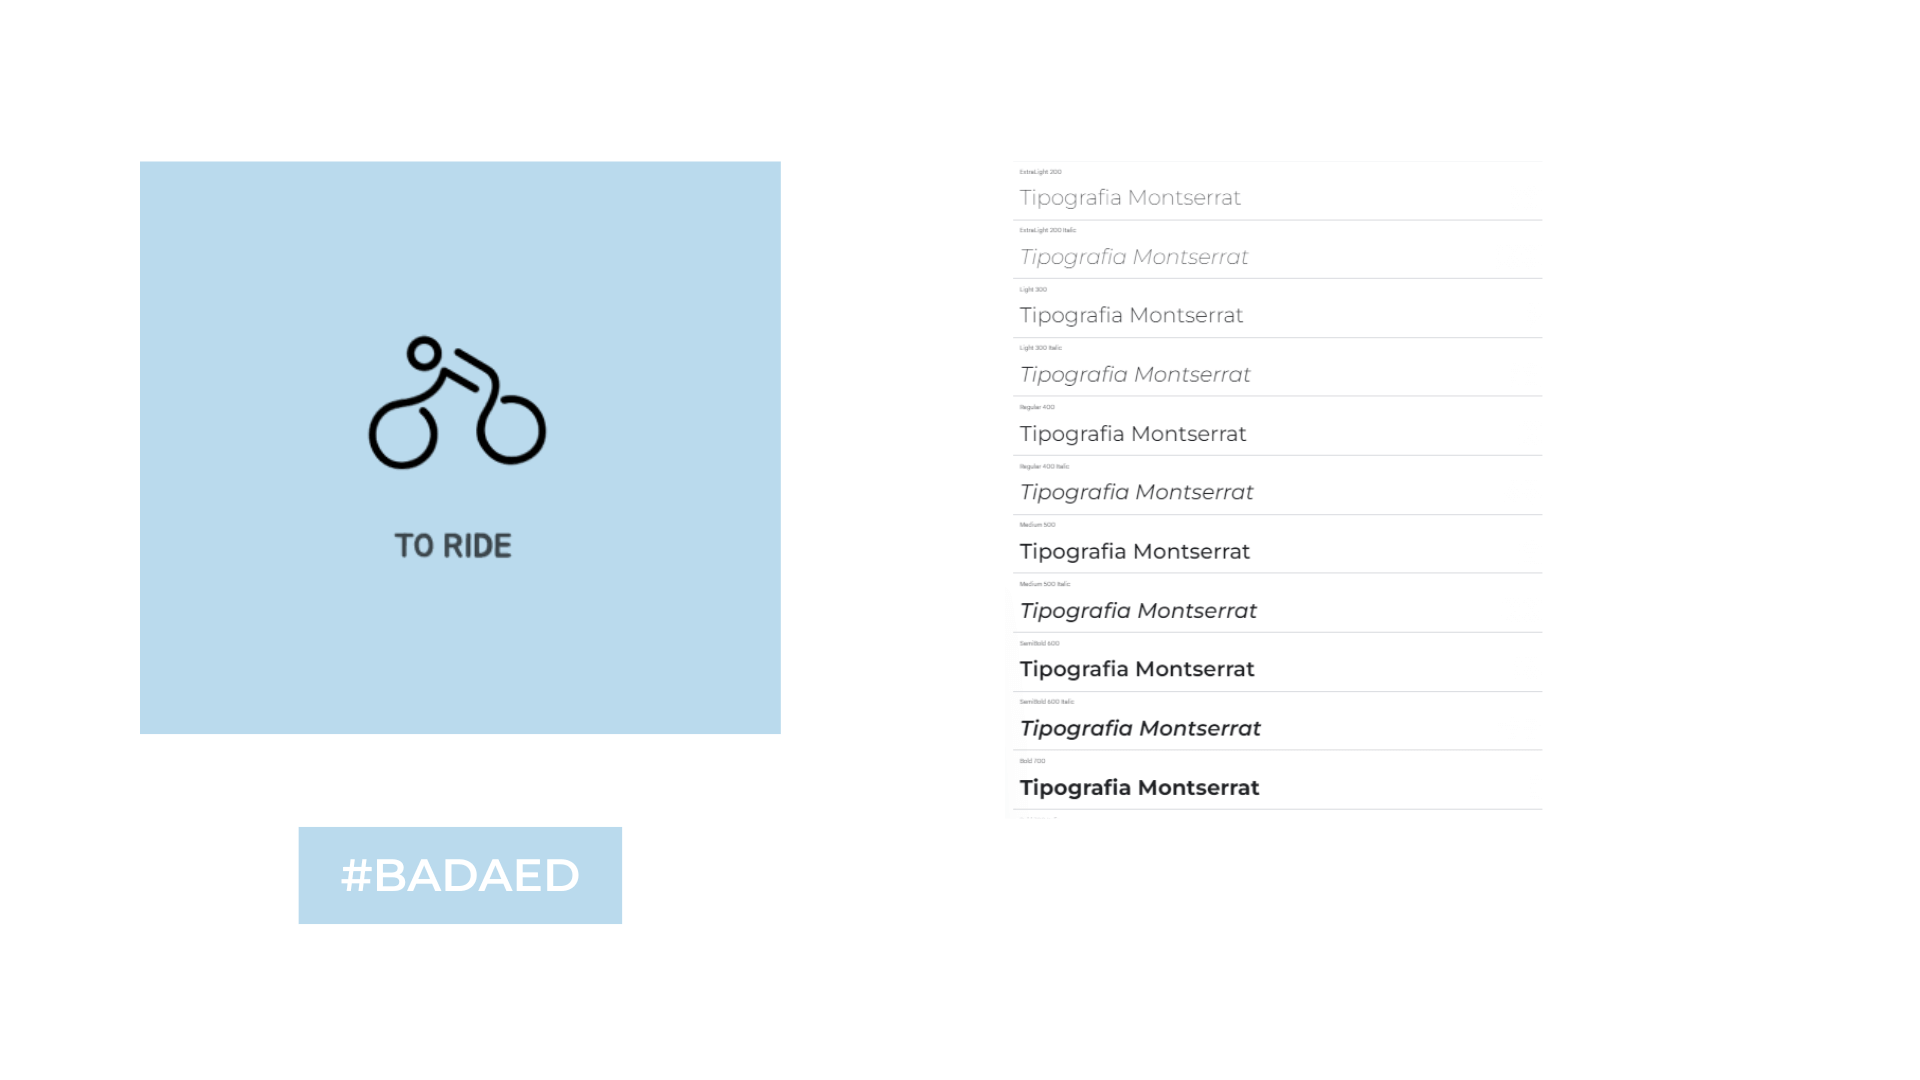 TO RIDE
#BADAED
ExtraLight 200
Tipografia Montserrat
ExtraLight 200 Italic
Tipografia Montserrat
Light 300
Tipografia Montserrat
Light 300 Italic
Tipografia Montserrat
Regular 400
Tipografia Montserrat
Regular 400 Italic
Tipografia Montserrat
Medium 500
Tipografia Montserrat
Medium 500 Italic
Tipografia Montserrat
SemiBold 600
Tipografia Montserrat
SemiBold 600 Italic
Tipografia Montserrat
Bold 700
Tipografia Montserrat